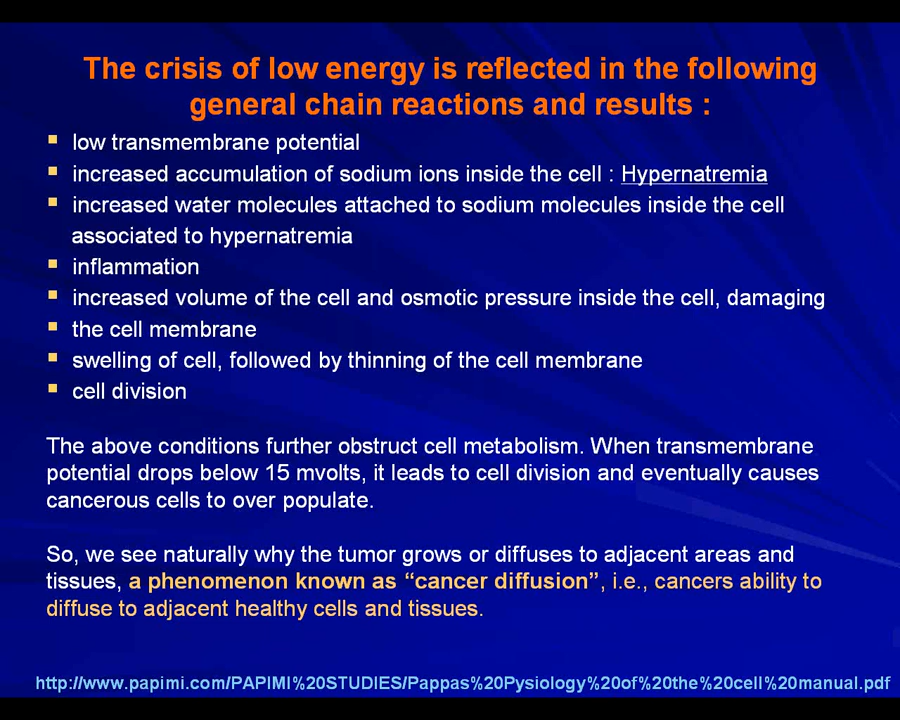 The crisis of low energy is reflected in the following
general chain reactions and results :
low transmembrane potential
increased accumulation of sodium ions inside the cell : Hypernatremia
increased water molecules attached to sodium molecules inside the cell
associated to hypernatremia
inflammation
increased volume of the cell and osmotic pressure inside the cell, damaging
the cell membrane
swelling of cell, followed by thinning of the cell membrane
cell division
The above conditions further obstruct cell metabolism. When transmembrane
potential drops below 15 mvolts, it leads to cell division and eventually causes
cancerous cells to over populate.
So, we see naturally why the tumor grows or diffuses to adjacent areas and
tissues, a phenomenon known as “cancer diffusion”, i.e., cancers ability to
diffuse to adjacent healthy cells and tissues.
http://www.papimi.com/PAPIMI%20STUDIES/Pappas%20Pysiology%20of%20the%20cell%20manual.pdf